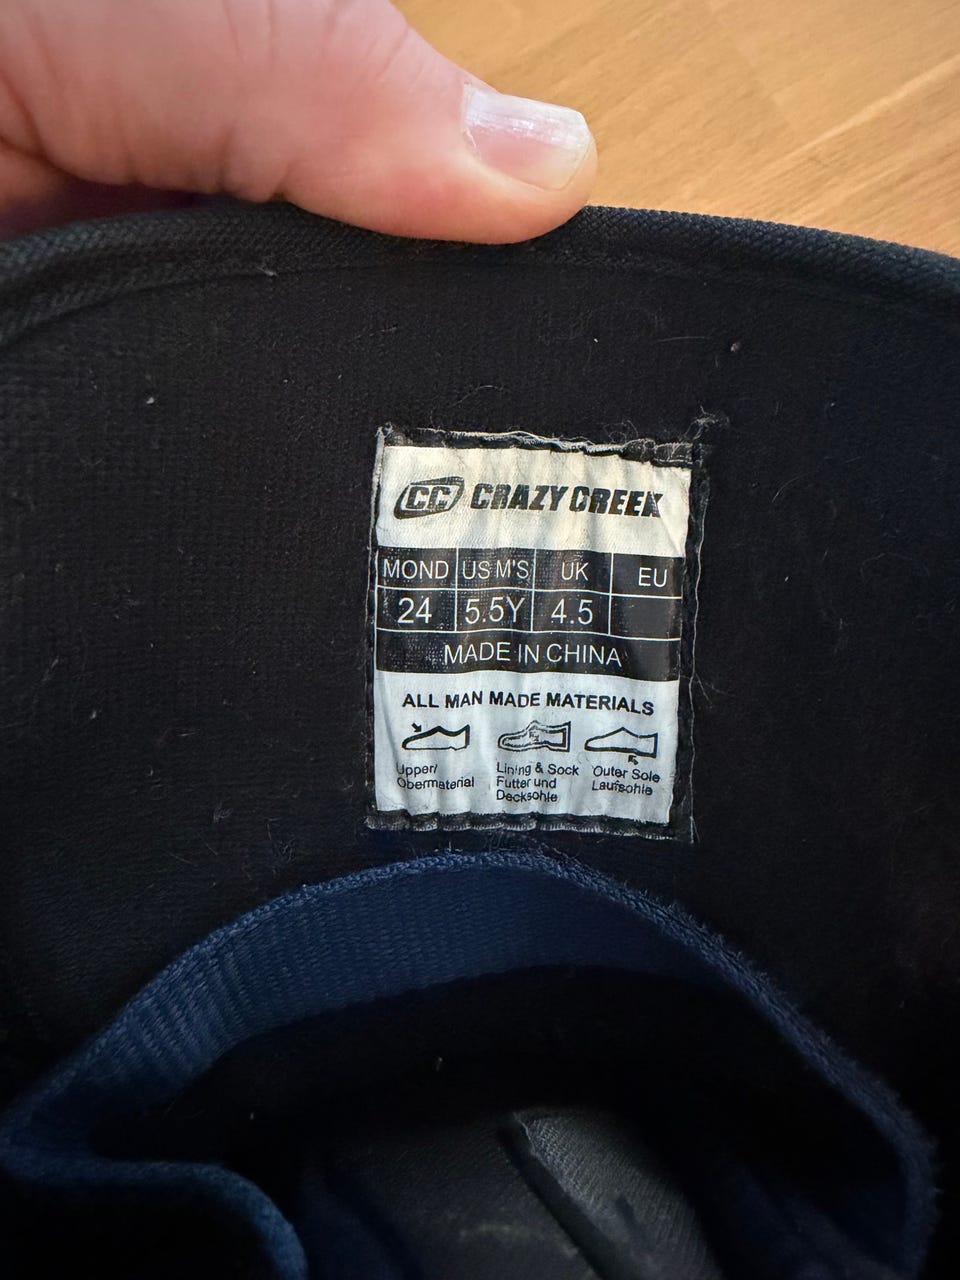 CC CRAZY CREEK
MOND US M'S UK EU
24 5.5Y 4.5
MADE IN CHINA
ALL MAN MADE MATERIALS
Upper/ Lining & Sock Outer Sole
Obermaterial Futter und Laufsohle
Decksohle